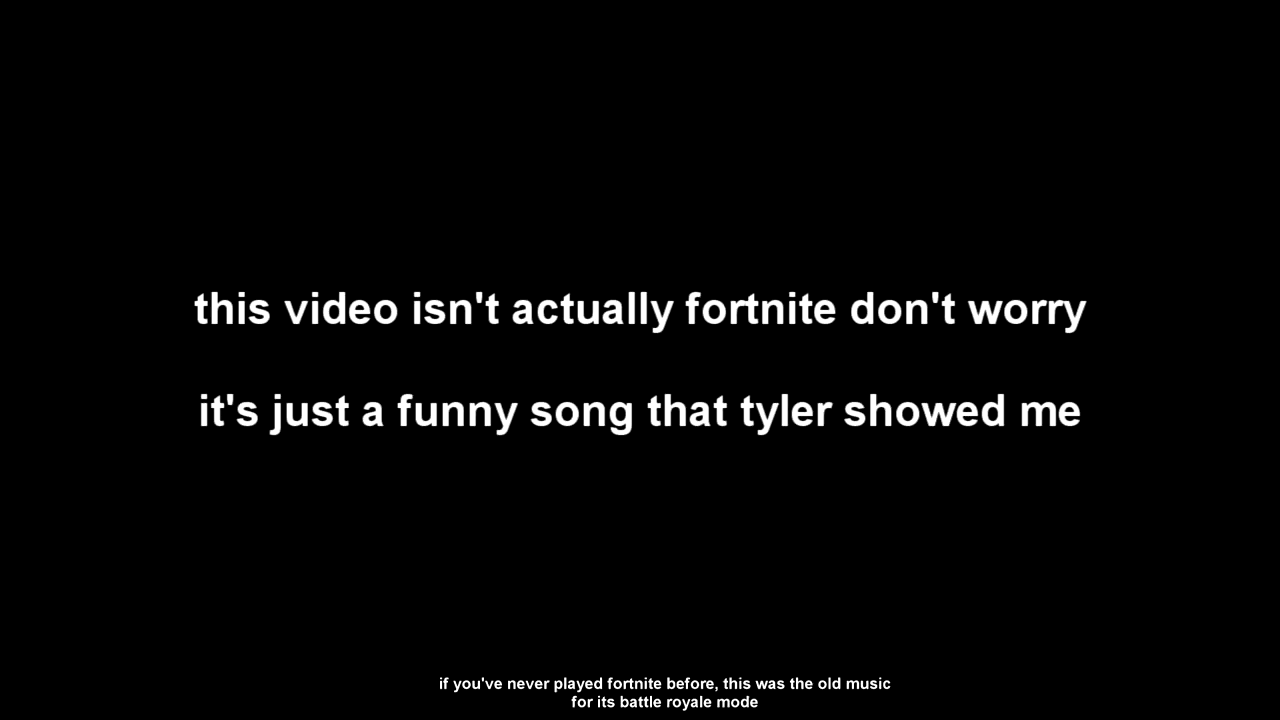 this video isn't actually fortnite don't worry
it's just a funny song that tyler showed me
if you've never played fortnite before, this was the old music
for its battle royale mode